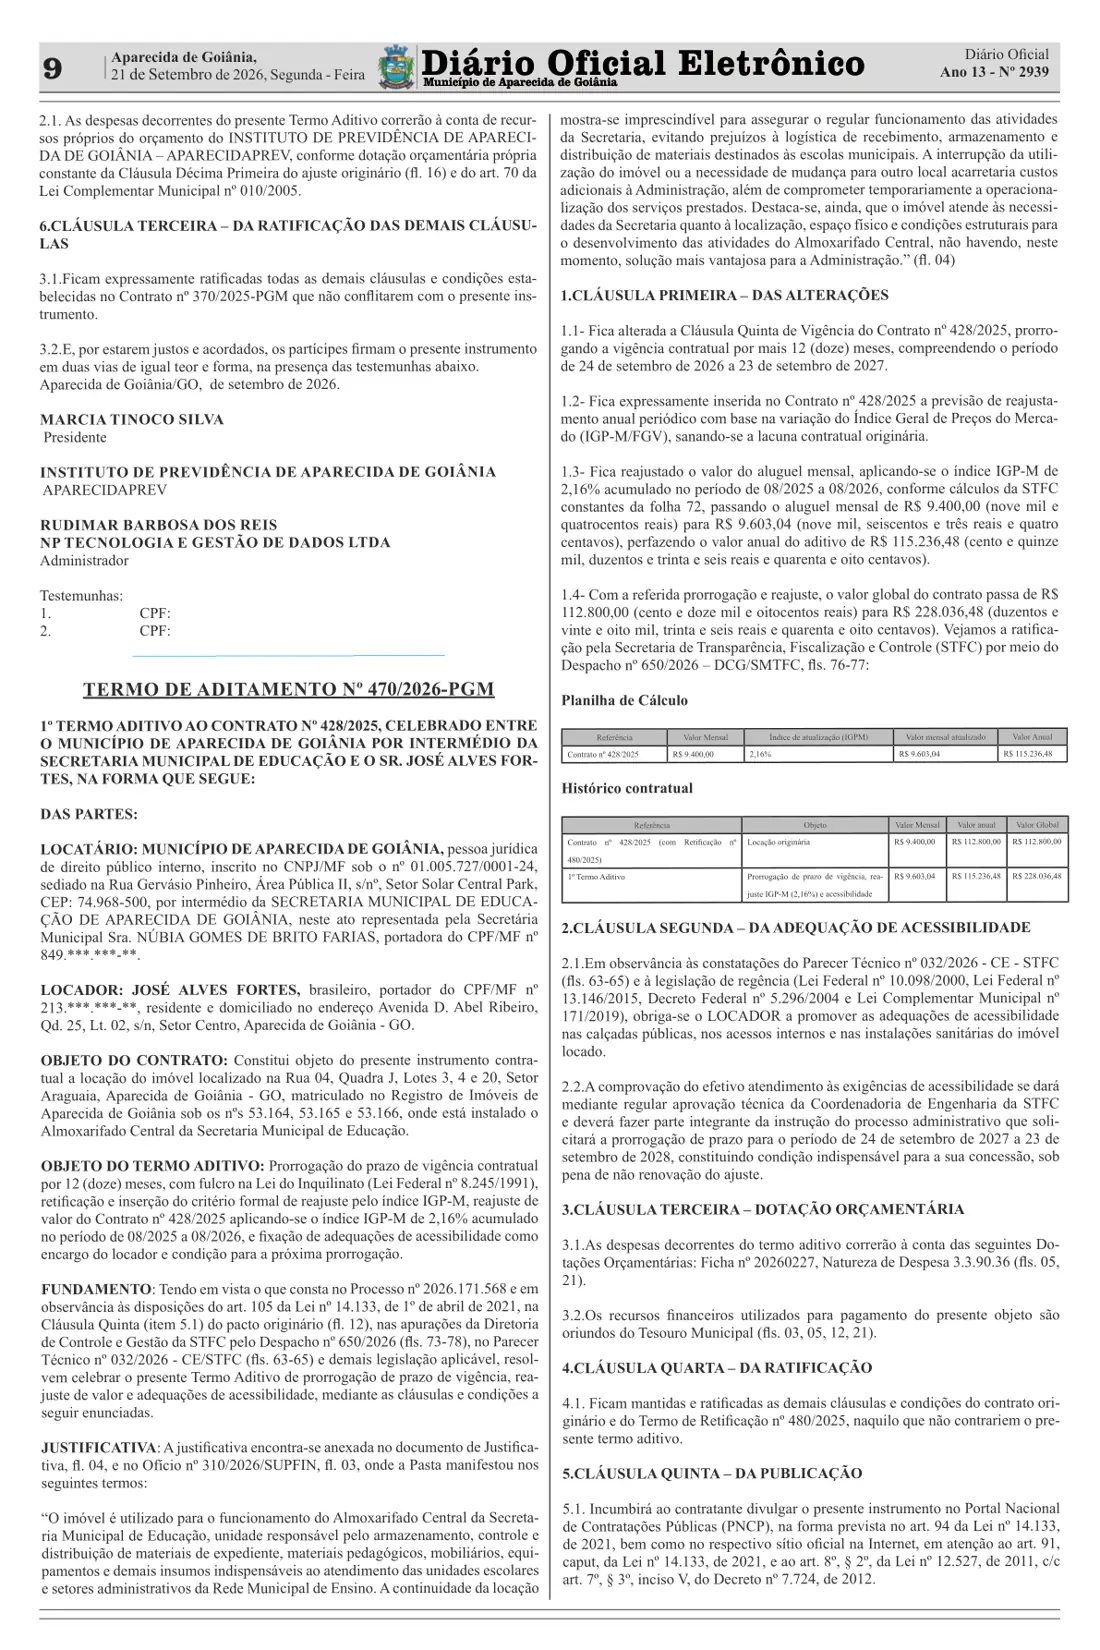 9
Aparecida de Goiânia,
21 de Setembro de 2026, Segunda - Feira
Diário Oficial Eletrônico
Município de Aparecida de Goiânia
Diário Oficial
Ano 13 - Nº 2939
2.1. As despesas decorrentes do presente Termo Aditivo correrão à conta de recur-
sos próprios do orçamento do INSTITUTO DE PREVIDÊNCIA DE APARECI-
DA DE GOIÂNIA – APARECIDAPREV, conforme dotação orçamentária própria
constante da Cláusula Décima Primeira do ajuste originário (fl. 16) e do art. 70 da
Lei Complementar Municipal nº 010/2005.
6.CLÁUSULA TERCEIRA – DA RATIFICAÇÃO DAS DEMAIS CLÁUSU-
LAS
3.1.Ficam expressamente ratificadas todas as demais cláusulas e condições esta-
belecidas no Contrato nº 370/2025-PGM que não conflitarem com o presente ins-
trumento.
3.2.E, por estarem justos e acordados, os partícipes firmam o presente instrumento
em duas vias de igual teor e forma, na presença das testemunhas abaixo.
Aparecida de Goiânia/GO, de setembro de 2026.
MARCIA TINOCO SILVA
Presidente
INSTITUTO DE PREVIDÊNCIA DE APARECIDA DE GOIÂNIA
APARECIDAPREV
RUDIMAR BARBOSA DOS REIS
NP TECNOLOGIA E GESTÃO DE DADOS LTDA
Administrador
Testemunhas:
1. CPF:
2. CPF:
TERMO DE ADITAMENTO Nº 470/2026-PGM
1º TERMO ADITIVO AO CONTRATO Nº 428/2025, CELEBRADO ENTRE
O MUNICÍPIO DE APARECIDA DE GOIÂNIA POR INTERMÉDIO DA
SECRETARIA MUNICIPAL DE EDUCAÇÃO E O SR. JOSÉ ALVES FOR-
TES, NA FORMA QUE SEGUE:
DAS PARTES:
LOCATÁRIO: MUNICÍPIO DE APARECIDA DE GOIÂNIA, pessoa jurídica
de direito público interno, inscrito no CNPJ/MF sob o nº 01.005.727/0001-24,
sediado na Rua Gervásio Pinheiro, Área Pública II, s/nº, Setor Solar Central Park,
CEP: 74.968-500, por intermédio da SECRETARIA MUNICIPAL DE EDUCA-
ÇÃO DE APARECIDA DE GOIÂNIA, neste ato representada pela Secretária
Municipal Sra. NÚBIA GOMES DE BRITO FARIAS, portadora do CPF/MF nº
849.***.***-**.
LOCADOR: JOSÉ ALVES FORTES, brasileiro, portador do CPF/MF nº
213.***.***-**, residente e domiciliado no endereço Avenida D. Abel Ribeiro,
Qd. 25, Lt. 02, s/n, Setor Centro, Aparecida de Goiânia - GO.
OBJETO DO CONTRATO: Constitui objeto do presente instrumento contra-
tual a locação do imóvel localizado na Rua 04, Quadra J, Lotes 3, 4 e 20, Setor
Araguaia, Aparecida de Goiânia - GO, matriculado no Registro de Imóveis de
Aparecida de Goiânia sob os nºs 53.164, 53.165 e 53.166, onde está instalado o
Almoxarifado Central da Secretaria Municipal de Educação.
OBJETO DO TERMO ADITIVO: Prorrogação do prazo de vigência contratual
por 12 (doze) meses, com fulcro na Lei do Inquilinato (Lei Federal nº 8.245/1991),
retificação e inserção do critério formal de reajuste pelo índice IGP-M, reajuste de
valor do Contrato nº 428/2025 aplicando-se o índice IGP-M de 2,16% acumulado
no período de 08/2025 a 08/2026, e fixação de adequações de acessibilidade como
encargo do locador e condição para a próxima prorrogação.
FUNDAMENTO: Tendo em vista o que consta no Processo nº 2026.171.568 e em
observância às disposições do art. 105 da Lei nº 14.133, de 1º de abril de 2021, na
Cláusula Quinta (item 5.1) do pacto originário (fl. 12), nas apurações da Diretoria
de Controle e Gestão da STFC pelo Despacho nº 650/2026 (fls. 73-78), no Parecer
Técnico nº 032/2026 - CE/STFC (fls. 63-65) e demais legislação aplicável, resol-
vem celebrar o presente Termo Aditivo de prorrogação de prazo de vigência, rea-
juste de valor e adequações de acessibilidade, mediante as cláusulas e condições a
seguir enunciadas.
JUSTIFICATIVA: A justificativa encontra-se anexada no documento de Justifica-
tiva, fl. 04, e no Ofício nº 310/2026/SUPFIN, fl. 03, onde a Pasta manifestou nos
seguintes termos:
“O imóvel é utilizado para o funcionamento do Almoxarifado Central da Secreta-
ria Municipal de Educação, unidade responsável pelo armazenamento, controle e
distribuição de materiais de expediente, materiais pedagógicos, mobiliários, equi-
pamentos e demais insumos indispensáveis ao atendimento das unidades escolares
e setores administrativos da Rede Municipal de Ensino. A continuidade da locação
mostra-se imprescindível para assegurar o regular funcionamento das atividades
da Secretaria, evitando prejuízos à logística de recebimento, armazenamento e
distribuição de materiais destinados às escolas municipais. A interrupção da utili-
zação do imóvel ou a necessidade de mudança para outro local acarretaria custos
adicionais à Administração, além de comprometer temporariamente a operaciona-
lização dos serviços prestados. Destaca-se, ainda, que o imóvel atende às necessi-
dades da Secretaria quanto à localização, espaço físico e condições estruturais para
o desenvolvimento das atividades do Almoxarifado Central, não havendo, neste
momento, solução mais vantajosa para a Administração.” (fl. 04)
1.CLÁUSULA PRIMEIRA – DAS ALTERAÇÕES
1.1- Fica alterada a Cláusula Quinta de Vigência do Contrato nº 428/2025, prorro-
gando a vigência contratual por mais 12 (doze) meses, compreendendo o período
de 24 de setembro de 2026 a 23 de setembro de 2027.
1.2- Fica expressamente inserida no Contrato nº 428/2025 a previsão de reajusta-
mento anual periódico com base na variação do Índice Geral de Preços do Merca-
do (IGP-M/FGV), sanando-se a lacuna contratual originária.
1.3- Fica reajustado o valor do aluguel mensal, aplicando-se o índice IGP-M de
2,16% acumulado no período de 08/2025 a 08/2026, conforme cálculos da STFC
constantes da folha 72, passando o aluguel mensal de R$ 9.400,00 (nove mil e
quatrocentos reais) para R$ 9.603,04 (nove mil, seiscentos e três reais e quatro
centavos), perfazendo o valor anual do aditivo de R$ 115.236,48 (cento e quinze
mil, duzentos e trinta e seis reais e quarenta e oito centavos).
1.4- Com a referida prorrogação e reajuste, o valor global do contrato passa de R$
112.800,00 (cento e doze mil e oitocentos reais) para R$ 228.036,48 (duzentos e
vinte e oito mil, trinta e seis reais e quarenta e oito centavos). Vejamos a ratifica-
ção pela Secretaria de Transparência, Fiscalização e Controle (STFC) por meio do
Despacho nº 650/2026 – DCG/SMTFC, fls. 76-77:
Planilha de Cálculo
Referência Valor Mensal Índice de atualização (IGPM) Valor mensal atualizado Valor Anual
Contrato nº 428/2025 R$ 9.400,00 2,16% R$ 9.603,04 R$ 115.236,48
Histórico contratual
Referência Objeto Valor Mensal Valor anual Valor Global
Contrato nº 428/2025 (com Retificação nº Locação originária R$ 9.400,00 R$ 112.800,00 R$ 112.800,00
480/2025)
1º Termo Aditivo Prorrogação de prazo de vigência, rea- R$ 9.603,04 R$ 115.236,48 R$ 228.036,48
juste IGP-M (2,16%) e acessibilidade
2.CLÁUSULA SEGUNDA – DA ADEQUAÇÃO DE ACESSIBILIDADE
2.1.Em observância às constatações do Parecer Técnico nº 032/2026 - CE - STFC
(fls. 63-65) e à legislação de regência (Lei Federal nº 10.098/2000, Lei Federal nº
13.146/2015, Decreto Federal nº 5.296/2004 e Lei Complementar Municipal nº
171/2019), obriga-se o LOCADOR a promover as adequações de acessibilidade
nas calçadas públicas, nos acessos internos e nas instalações sanitárias do imóvel
locado.
2.2.A comprovação do efetivo atendimento às exigências de acessibilidade se dará
mediante regular aprovação técnica da Coordenadoria de Engenharia da STFC
e deverá fazer parte integrante da instrução do processo administrativo que soli-
citará a prorrogação de prazo para o período de 24 de setembro de 2027 a 23 de
setembro de 2028, constituindo condição indispensável para a sua concessão, sob
pena de não renovação do ajuste.
3.CLÁUSULA TERCEIRA – DOTAÇÃO ORÇAMENTÁRIA
3.1.As despesas decorrentes do termo aditivo correrão à conta das seguintes Do-
tações Orçamentárias: Ficha nº 20260227, Natureza de Despesa 3.3.90.36 (fls. 05,
21).
3.2.Os recursos financeiros utilizados para pagamento do presente objeto são
oriundos do Tesouro Municipal (fls. 03, 05, 12, 21).
4.CLÁUSULA QUARTA – DA RATIFICAÇÃO
4.1. Ficam mantidas e ratificadas as demais cláusulas e condições do contrato ori-
ginário e do Termo de Retificação nº 480/2025, naquilo que não contrariem o pre-
sente termo aditivo.
5.CLÁUSULA QUINTA – DA PUBLICAÇÃO
5.1. Incumbirá ao contratante divulgar o presente instrumento no Portal Nacional
de Contratações Públicas (PNCP), na forma prevista no art. 94 da Lei nº 14.133,
de 2021, bem como no respectivo sítio oficial na Internet, em atenção ao art. 91,
caput, da Lei nº 14.133, de 2021, e ao art. 8º, § 2º, da Lei nº 12.527, de 2011, c/c
art. 7º, § 3º, inciso V, do Decreto nº 7.724, de 2012.